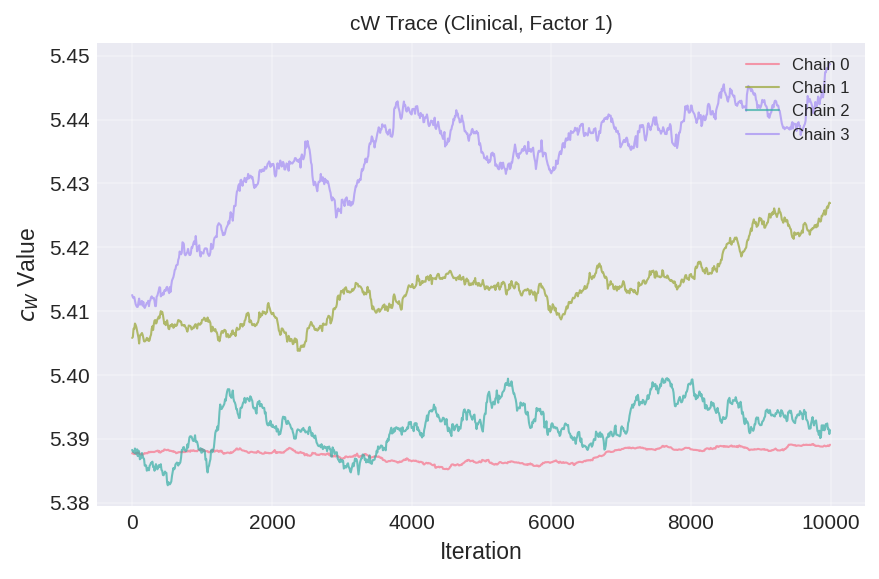 cW Trace (Clinical, Factor 1)
5.45
5.44
5.43
5.42
5.41
5.40
5.39
5.38
c_W Value
0
2000
4000
6000
8000
10000
Iteration
Chain 0
Chain 1
Chain 2
Chain 3